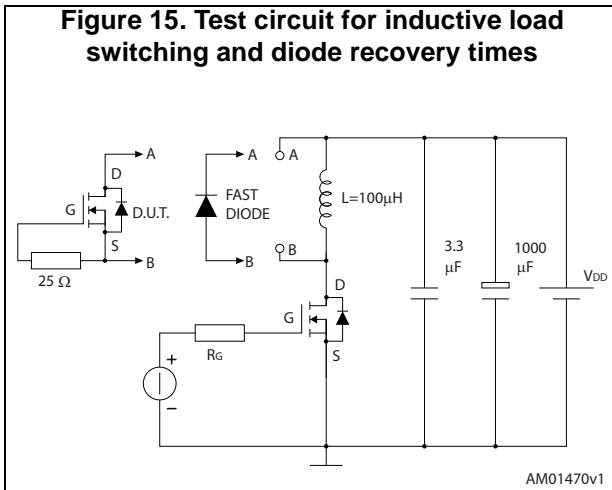 Figure 15. Test circuit for inductive load
switching and diode recovery times
A
D
G
D.U.T.
S
B
25 Ω
A
FAST
DIODE
B
A
L=100μH
B
D
G
S
RG
+
−
3.3
μF
1000
μF
VDD
AM01470v1